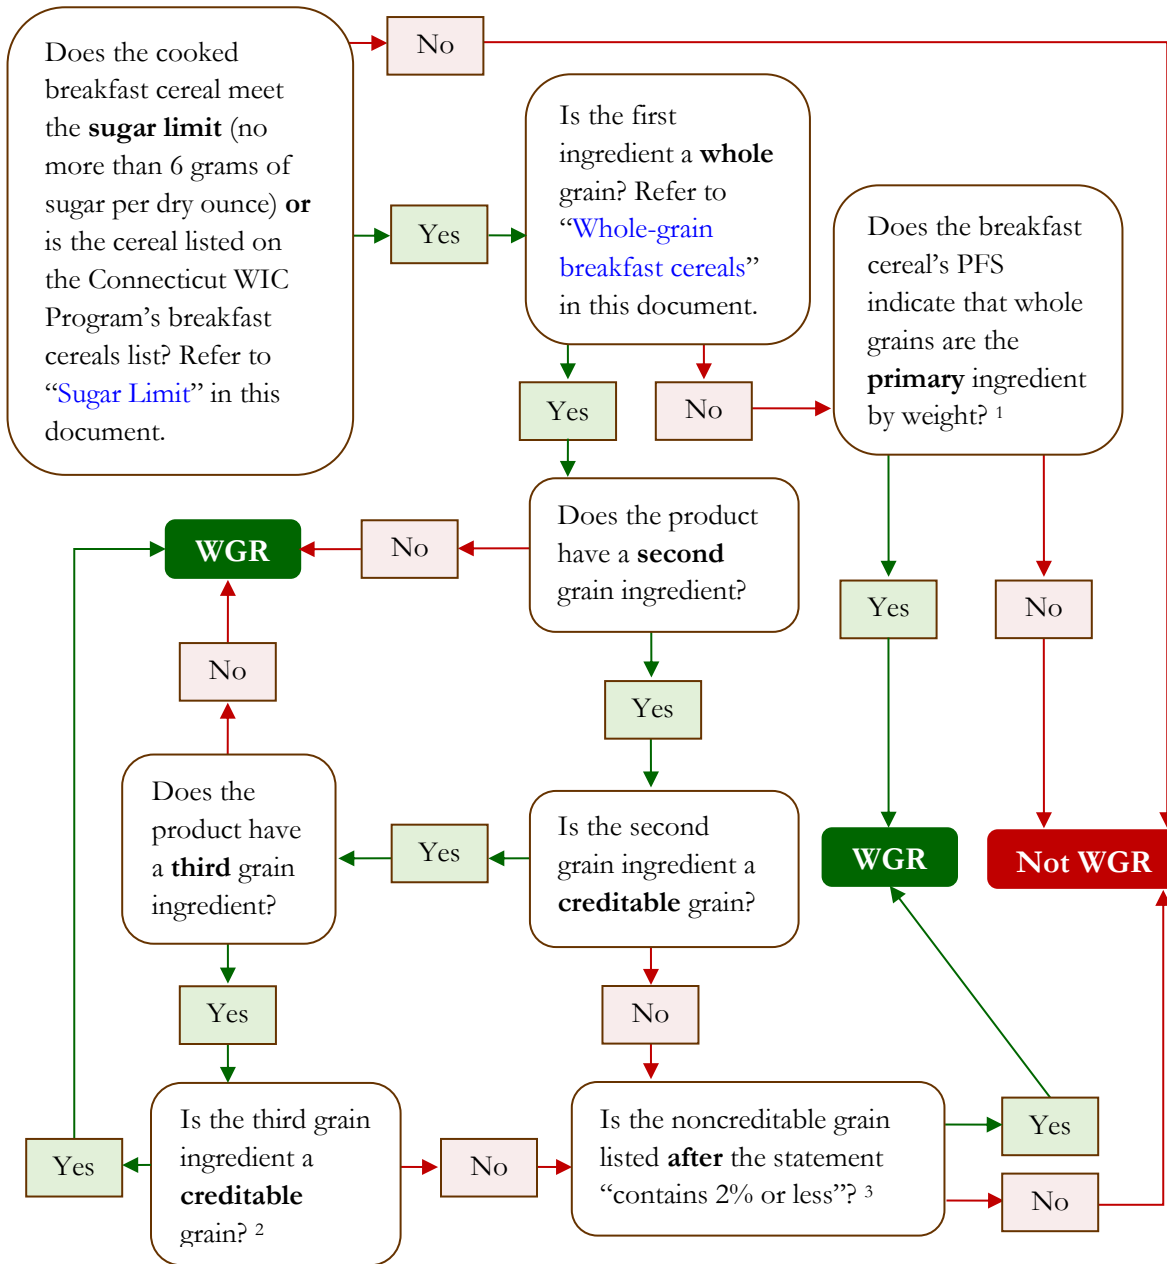 Does the cooked
breakfast cereal meet
the sugar limit (no
more than 6 grams of
sugar per dry ounce) or
is the cereal listed on
the Connecticut WIC
Program’s breakfast
cereals list? Refer to
“Sugar Limit” in this
document.
No
Yes
Is the first
ingredient a whole
grain? Refer to
“Whole-grain
breakfast cereals”
in this document.
Yes
No
Does the breakfast
cereal’s PFS
indicate that whole
grains are the
primary ingredient
by weight? 1
Yes
No
Does the product
have a second
grain ingredient?
No
WGR
Yes
No
Does the
product have
a third grain
ingredient?
Yes
Is the second
grain ingredient a
creditable grain?
WGR
Not WGR
Yes
No
Is the third grain
ingredient a
creditable
grain? 2
Yes
No
Is the noncreditable grain
listed after the statement
“contains 2% or less”? 3
Yes
No